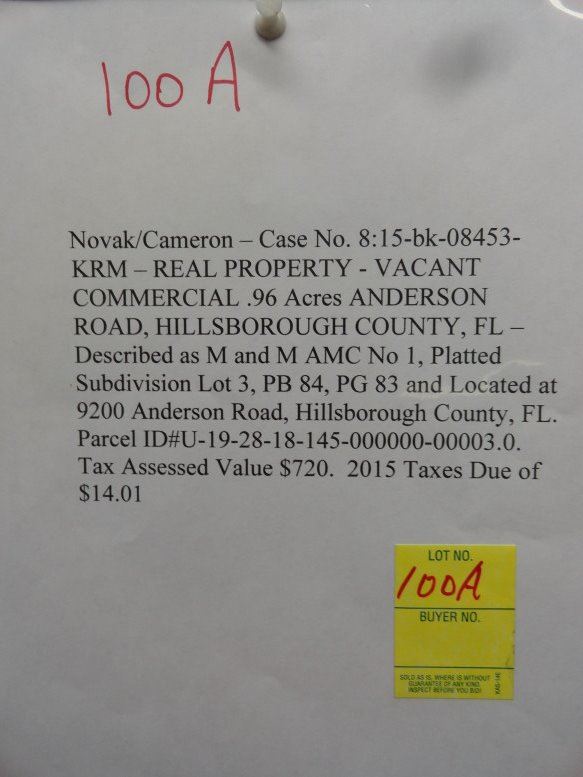 100 A
Novak/Cameron – Case No. 8:15-bk-08453-
KRM – REAL PROPERTY - VACANT
COMMERCIAL .96 Acres ANDERSON
ROAD, HILLSBOROUGH COUNTY, FL –
Described as M and M AMC No 1, Platted
Subdivision Lot 3, PB 84, PG 83 and Located at
9200 Anderson Road, Hillsborough County, FL.
Parcel ID#U-19-28-18-145-000000-00003.0.
Tax Assessed Value $720.  2015 Taxes Due of
$14.01
LOT NO.
100A
BUYER NO.
SOLD AS IS, WHERE IS WITHOUT
GUARANTEE OF ANY KIND.
INSPECT BEFORE YOU BID!
KAS-14E